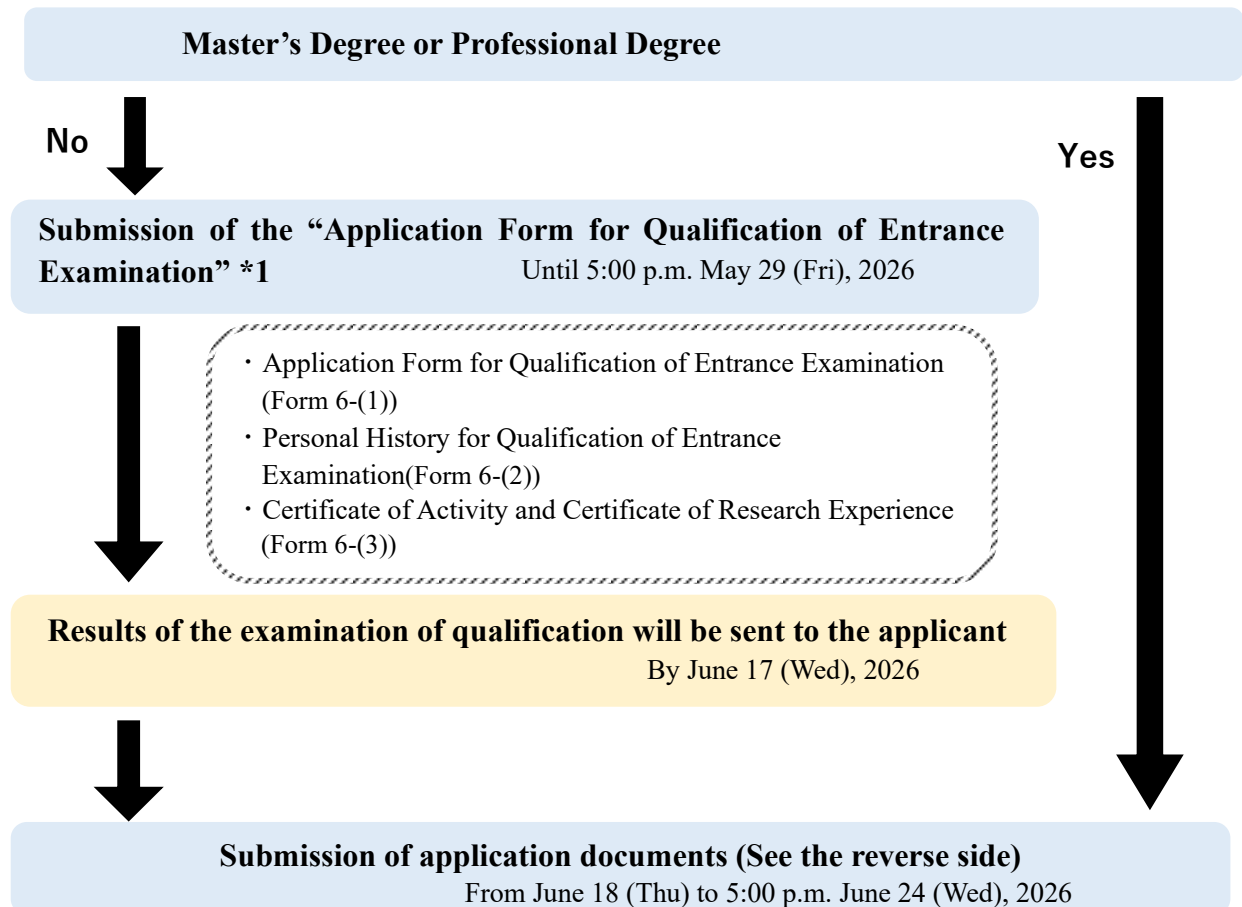 Master’s Degree or Professional Degree
No
Yes
Submission of the “Application Form for Qualification of Entrance
Examination” *1 Until 5:00 p.m. May 29 (Fri), 2026
・Application Form for Qualification of Entrance Examination
(Form 6-(1))
・Personal History for Qualification of Entrance
Examination(Form 6-(2))
・Certificate of Activity and Certificate of Research Experience
(Form 6-(3))
Results of the examination of qualification will be sent to the applicant
By June 17 (Wed), 2026
Submission of application documents (See the reverse side)
From June 18 (Thu) to 5:00 p.m. June 24 (Wed), 2026